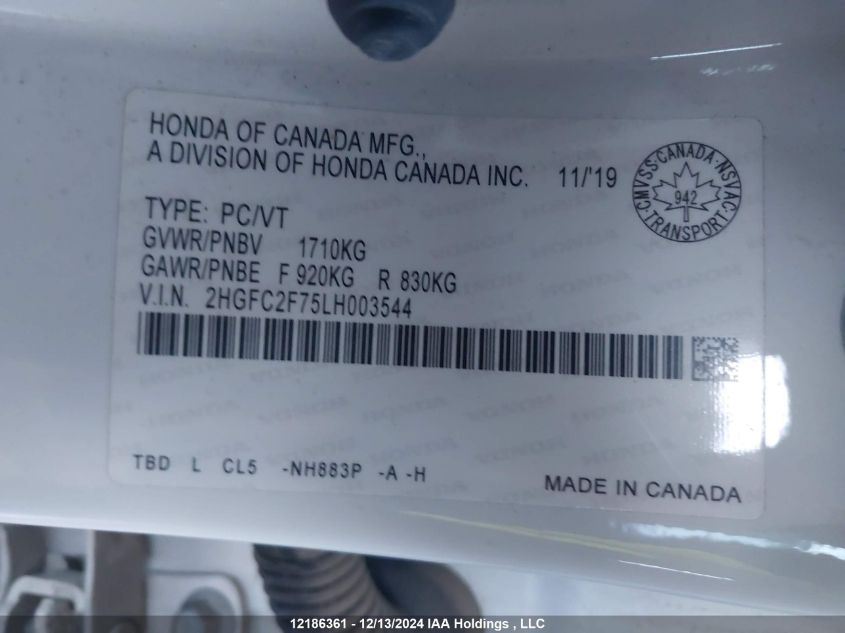 HONDA OF CANADA MFG.,
A DIVISION OF HONDA CANADA INC. 11/'19
CMVSS·CANADA·NSVAC
942
TRANSPORT
TYPE: PC/VT
GVWR/PNBV 1710KG
GAWR/PNBE F 920KG R 830KG
V.I.N. 2HGFC2F75LH003544
TBD L CL5 -NH883P -A -H
MADE IN CANADA
12186361 - 12/13/2024 IAA Holdings , LLC